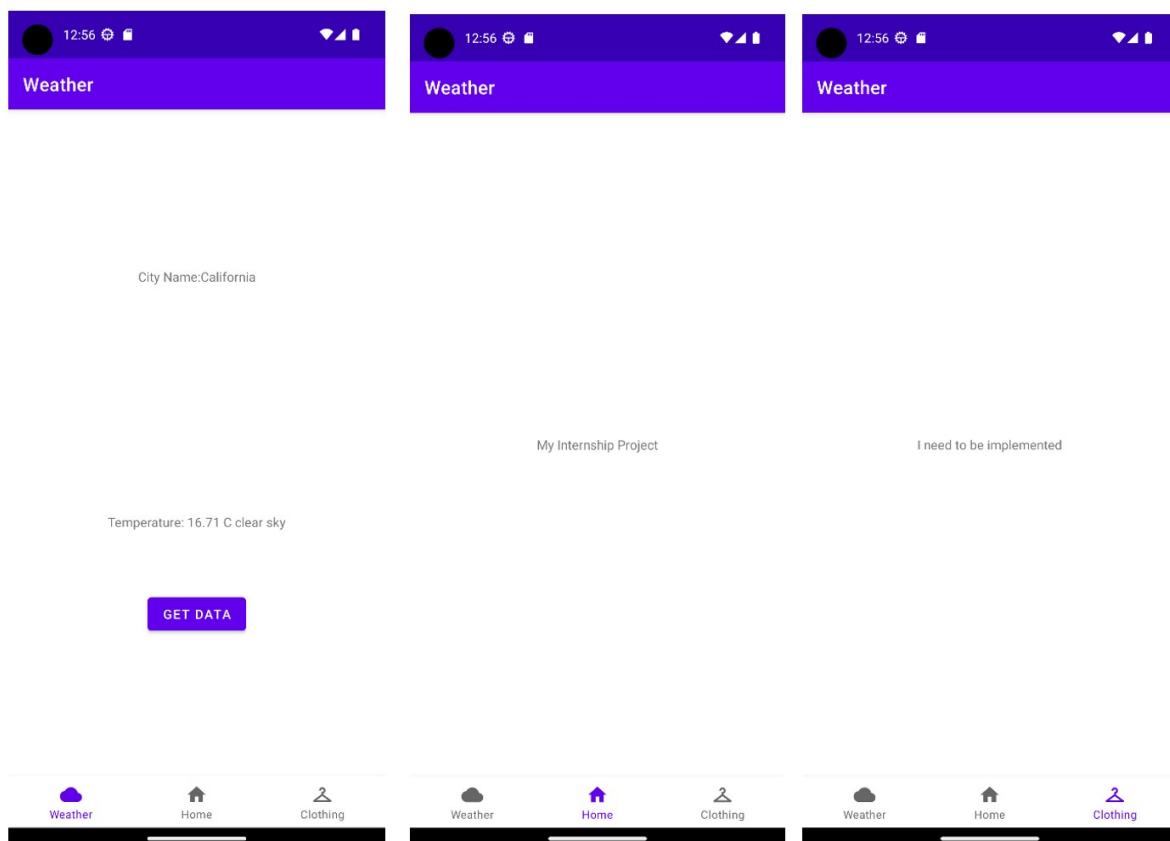 12:56
Weather
City Name:California
Temperature: 16.71 C clear sky
GET DATA
Weather
Home
Clothing
12:56
Weather
My Internship Project
Weather
Home
Clothing
12:56
Weather
I need to be implemented
Weather
Home
Clothing